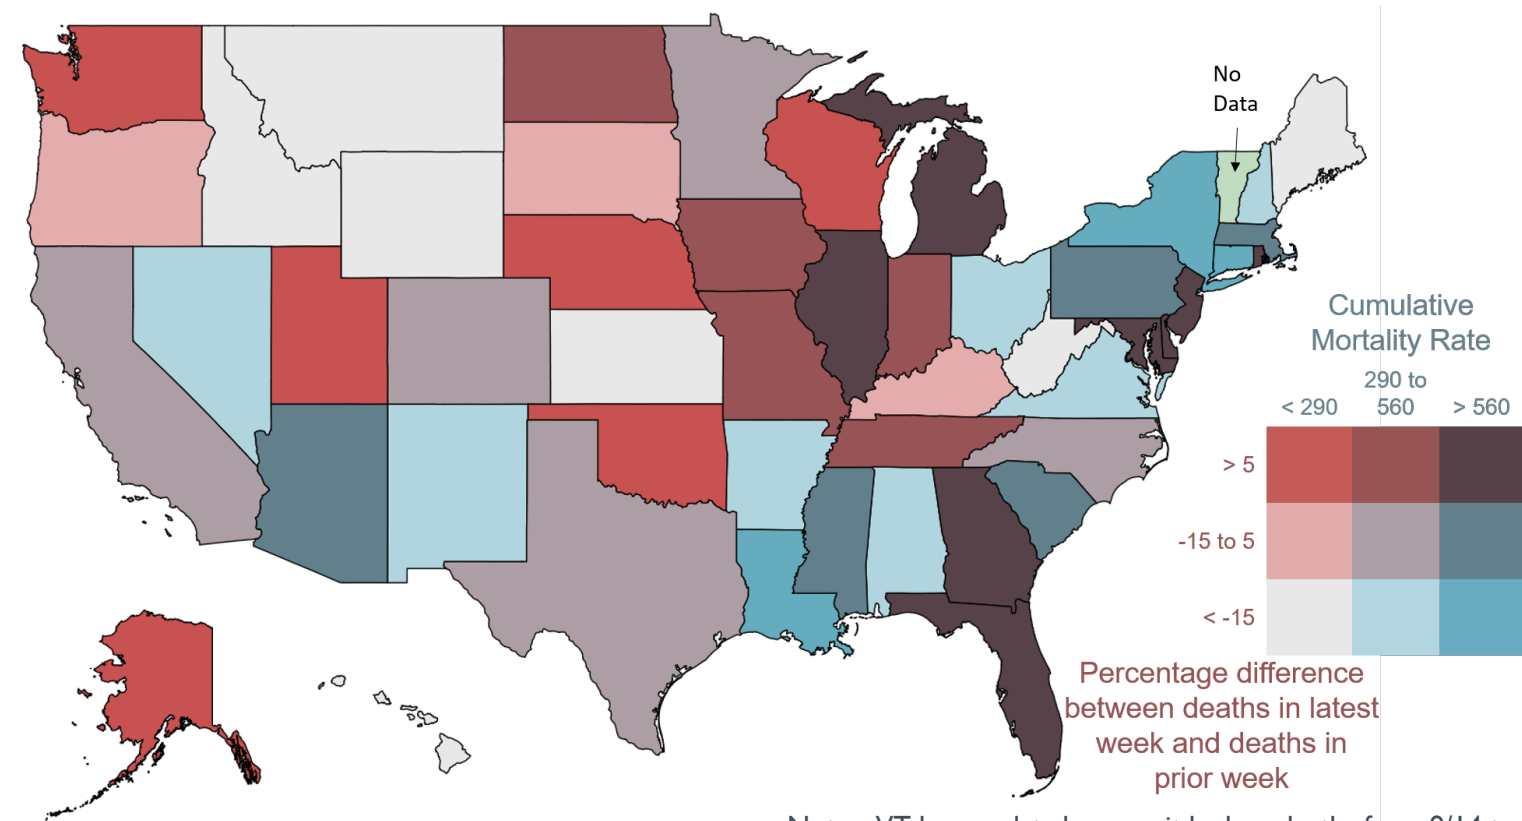 No
Data
Cumulative
Mortality Rate
290 to
< 290 560 > 560
> 5
-15 to 5
< -15
Percentage difference
between deaths in latest
week and deaths in
prior week